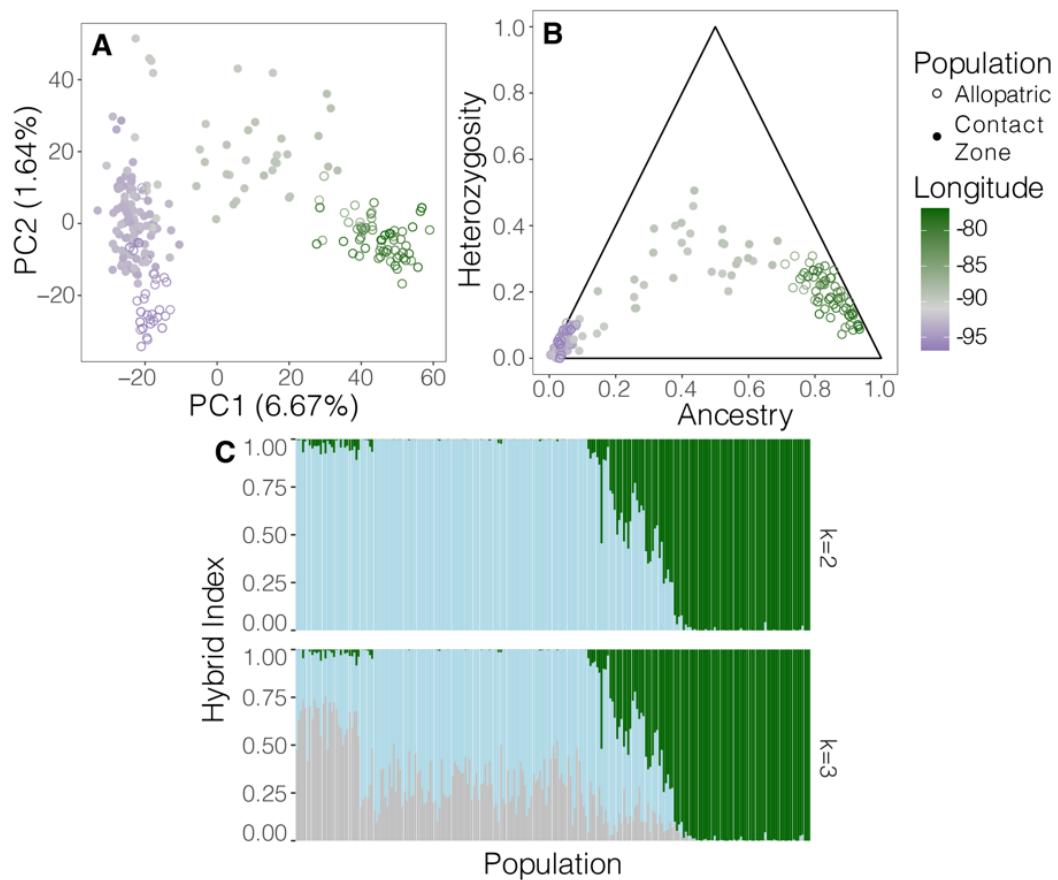 A
PC2 (1.64%)
40
20
0
−20
−20
0
20
40
60
PC1 (6.67%)
B
Heterozygosity
1.0
0.8
0.6
0.4
0.2
0.0
0.0
0.2
0.4
0.6
0.8
1.0
Ancestry
Population
Allopatric
Contact
Zone
Longitude
-80
-85
-90
-95
C
Hybrid Index
1.00
0.75
0.50
0.25
0.00
k=2
1.00
0.75
0.50
0.25
0.00
k=3
Population